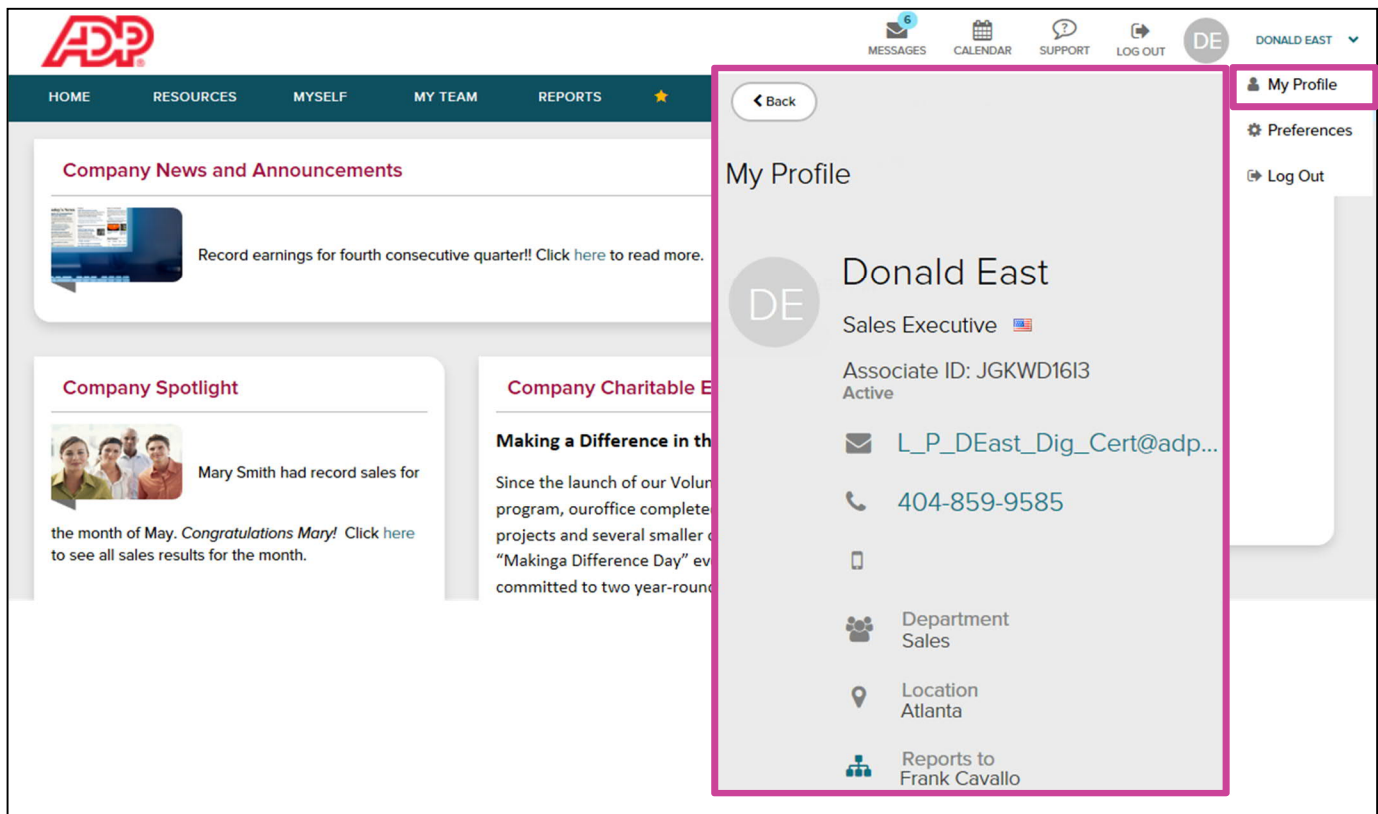 ADP
6
MESSAGES
CALENDAR
SUPPORT
LOG OUT
DE
DONALD EAST
HOME
RESOURCES
MYSELF
MY TEAM
REPORTS
Back
My Profile
Preferences
Log Out
Company News and Announcements
Record earnings for fourth consecutive quarter!! Click here to read more.
My Profile
DE
Donald East
Sales Executive
Associate ID: JGKWD16I3
Active
L_P_DEast_Dig_Cert@adp...
404-859-9585
Department
Sales
Location
Atlanta
Reports to
Frank Cavallo
Company Spotlight
Mary Smith had record sales for
the month of May. Congratulations Mary! Click here
to see all sales results for the month.
Company Charitable E
Making a Difference in th
Since the launch of our Volun
program, ouroffice complete
projects and several smaller
"Makinga Difference Day" ev
committed to two year-round